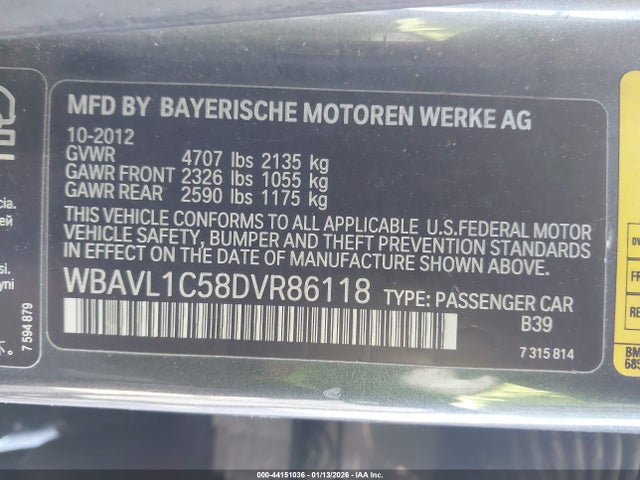 MFD BY BAYERISCHE MOTOREN WERKE AG
10-2012
GVWR 4707 lbs 2135 kg
GAWR FRONT 2326 lbs 1055 kg
GAWR REAR 2590 lbs 1175 kg
THIS VEHICLE CONFORMS TO ALL APPLICABLE U.S.FEDERAL MOTOR
VEHICLE SAFETY, BUMPER AND THEFT PREVENTION STANDARDS
IN EFFECT ON THE DATE OF MANUFACTURE SHOWN ABOVE.
WBAVL1C58DVR86118 TYPE: PASSENGER CAR
B39
7 315 814
7 594 879
BM
685
000-44151036 - 01/13/2026 - IAA Inc.